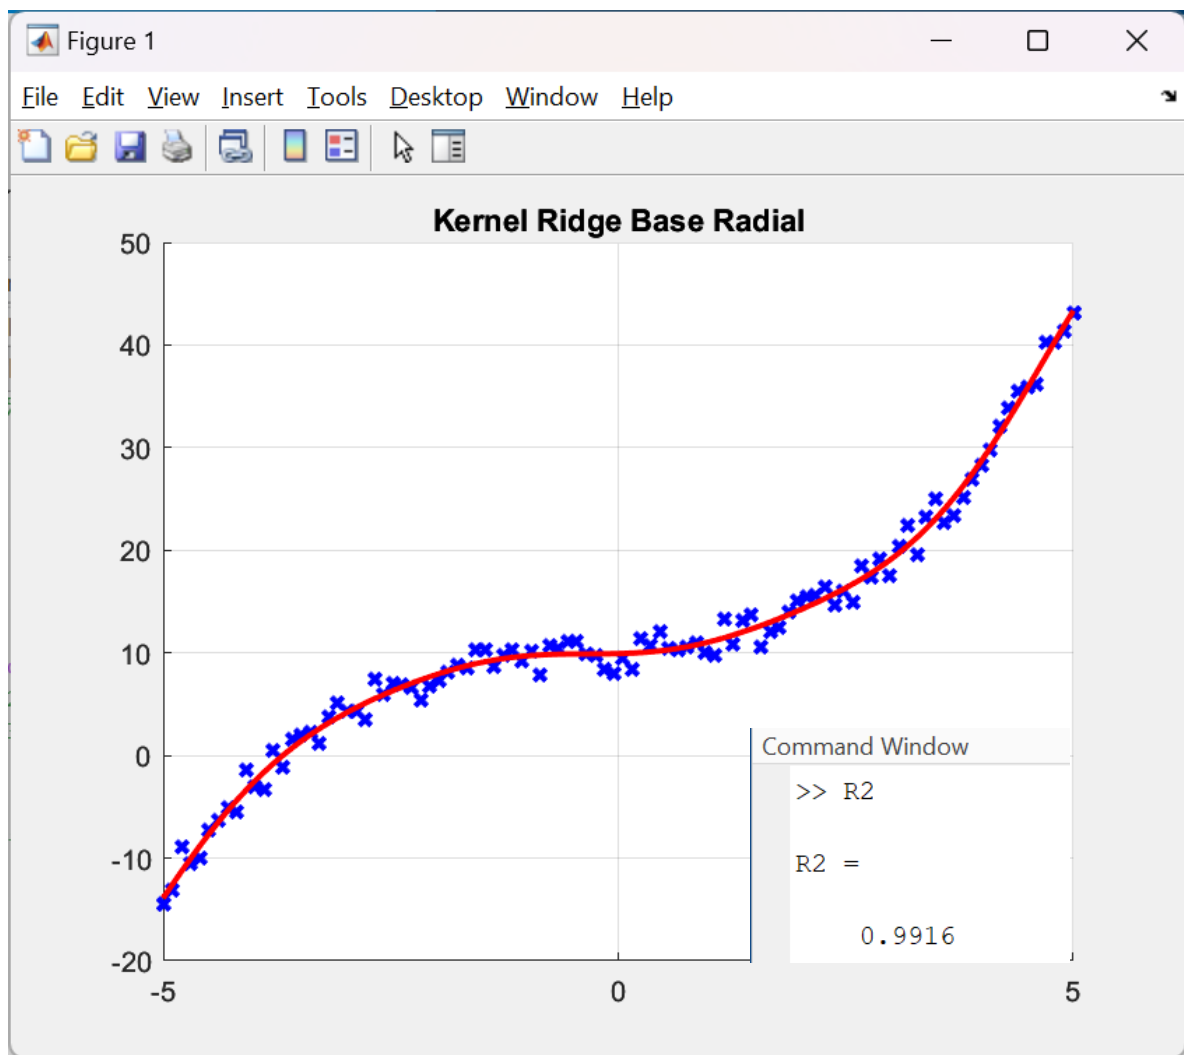 Figure 1
File Edit View Insert Tools Desktop Window Help
Kernel Ridge Base Radial
50
40
30
20
10
0
-10
-20
-5 0 5
Command Window
>> R2
R2 =
0.9916